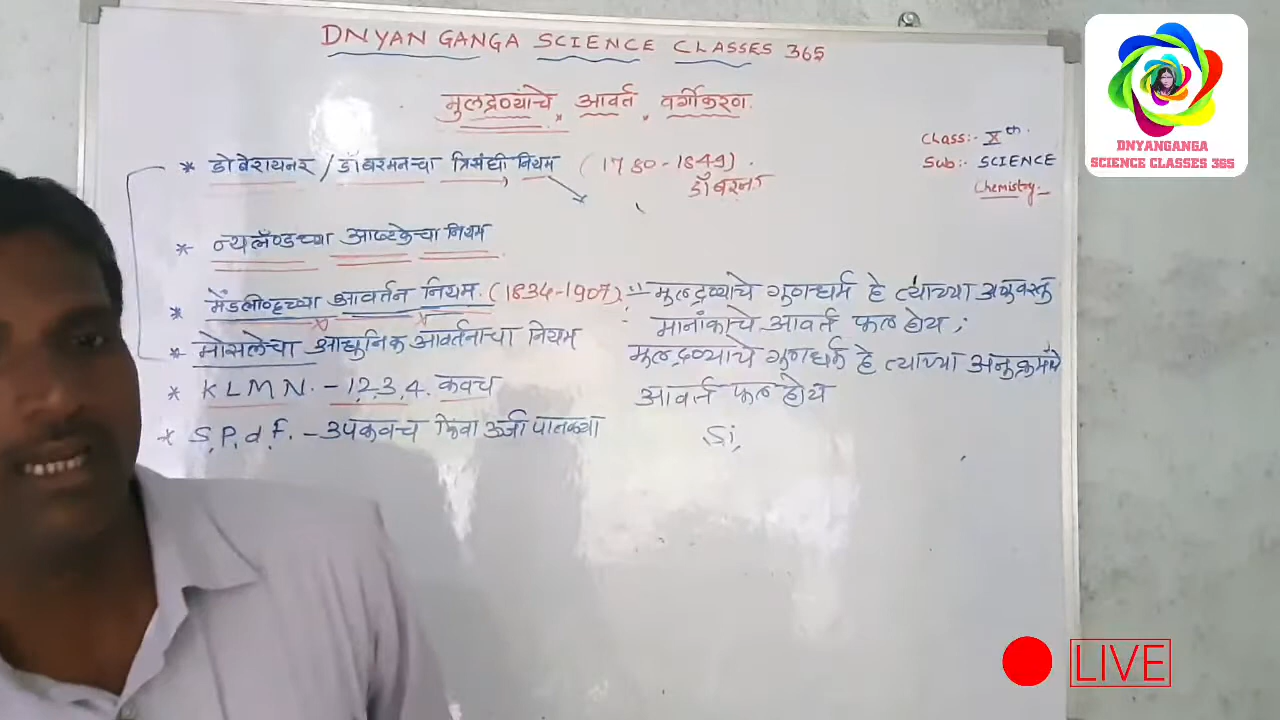 DNYAN GANGA SCIENCE CLASSES 365
मुलद्रव्यांचे आवर्त वर्गीकरण.
Class:- Xth
Sub:- SCIENCE
Chemistry
* डोबेरायनर / डॉबरमनचा त्रिसंधी नियम (1780-1849).
डॉबरनर
* न्यूलँण्डच्या अष्टकेचा नियम
* मेंडलीव्हच्या आवर्तन नियम. (1834-1907) :- मूलद्रव्याचे गुणधर्म हे त्याच्या अणुवस्तु
मानांकाचे आवर्त फल होय ;
* मोसलेचा आधुनिक आवर्तनाचा नियम
मूलद्रव्याचे गुणधर्म हे त्याच्या अणुक्रमांचे
आवर्त फल होय
* K L M N. - 1,2,3,4. कवच
* S, P, d, f. - उपकवच किंवा ऊर्जा पातळ्या
Si,
DNYANGANGA
SCIENCE CLASSES 365
LIVE